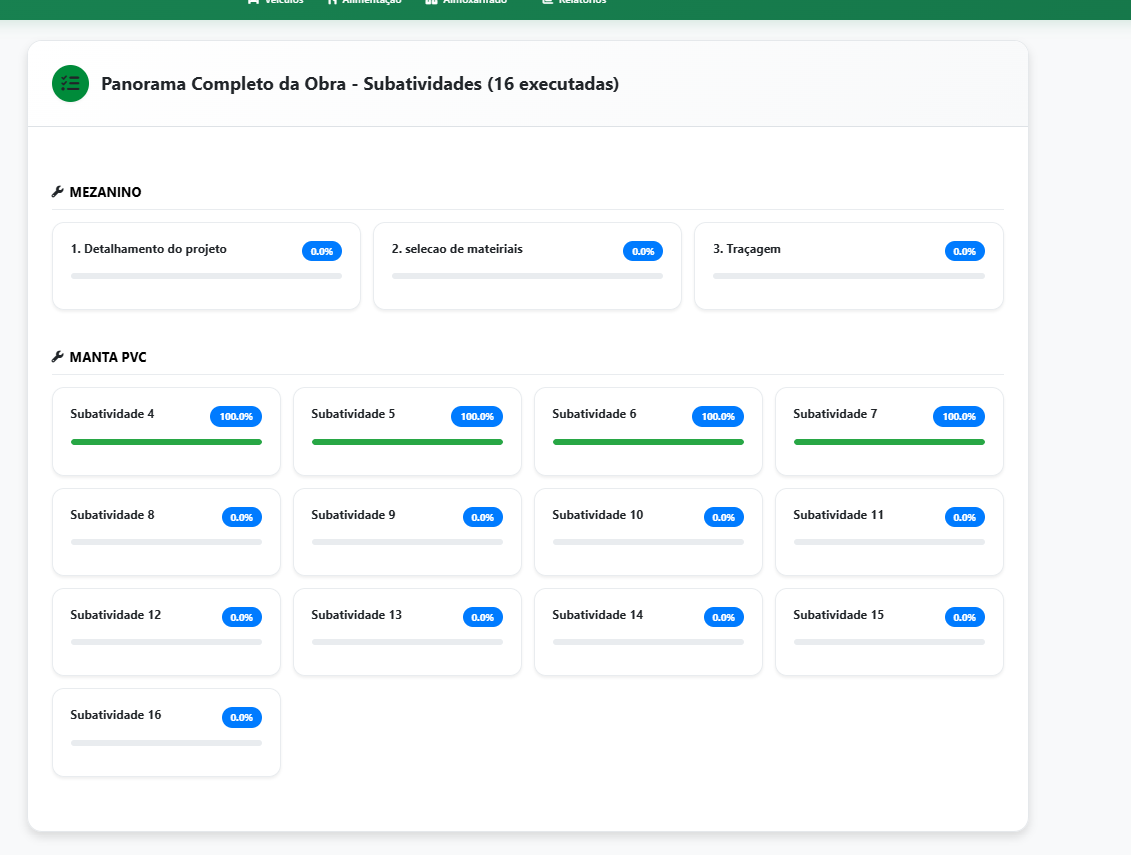 Veículos Alimentação Almoxarifado Relatórios
Panorama Completo da Obra - Subatividades (16 executadas)
MEZANINO
1. Detalhamento do projeto 0.0% 2. selecao de mateiriais 0.0% 3. Traçagem 0.0%
MANTA PVC
Subatividade 4 100.0% Subatividade 5 100.0% Subatividade 6 100.0% Subatividade 7 100.0%
Subatividade 8 0.0% Subatividade 9 0.0% Subatividade 10 0.0% Subatividade 11 0.0%
Subatividade 12 0.0% Subatividade 13 0.0% Subatividade 14 0.0% Subatividade 15 0.0%
Subatividade 16 0.0%